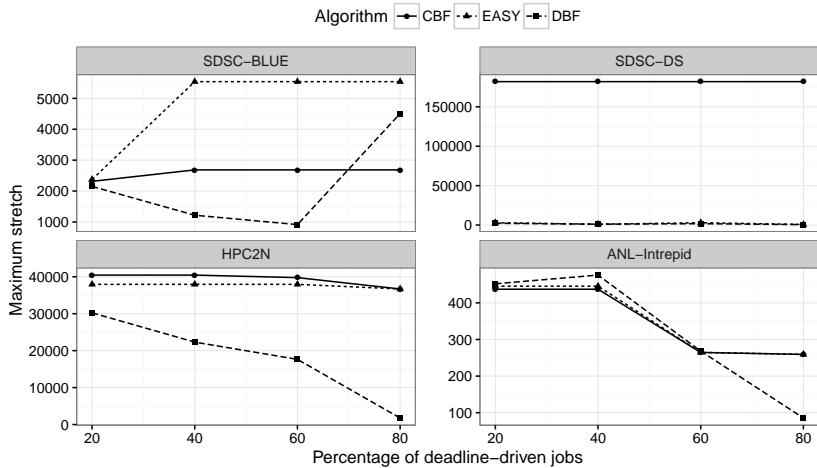 Algorithm CBF EASY DBF
SDSC−BLUE
SDSC−DS
Maximum stretch
5000
4000
3000
2000
1000
150000
100000
50000
0
HPC2N
ANL−Intrepid
40000
30000
20000
10000
0
400
300
200
100
20 40 60 80
20 40 60 80
Percentage of deadline−driven jobs